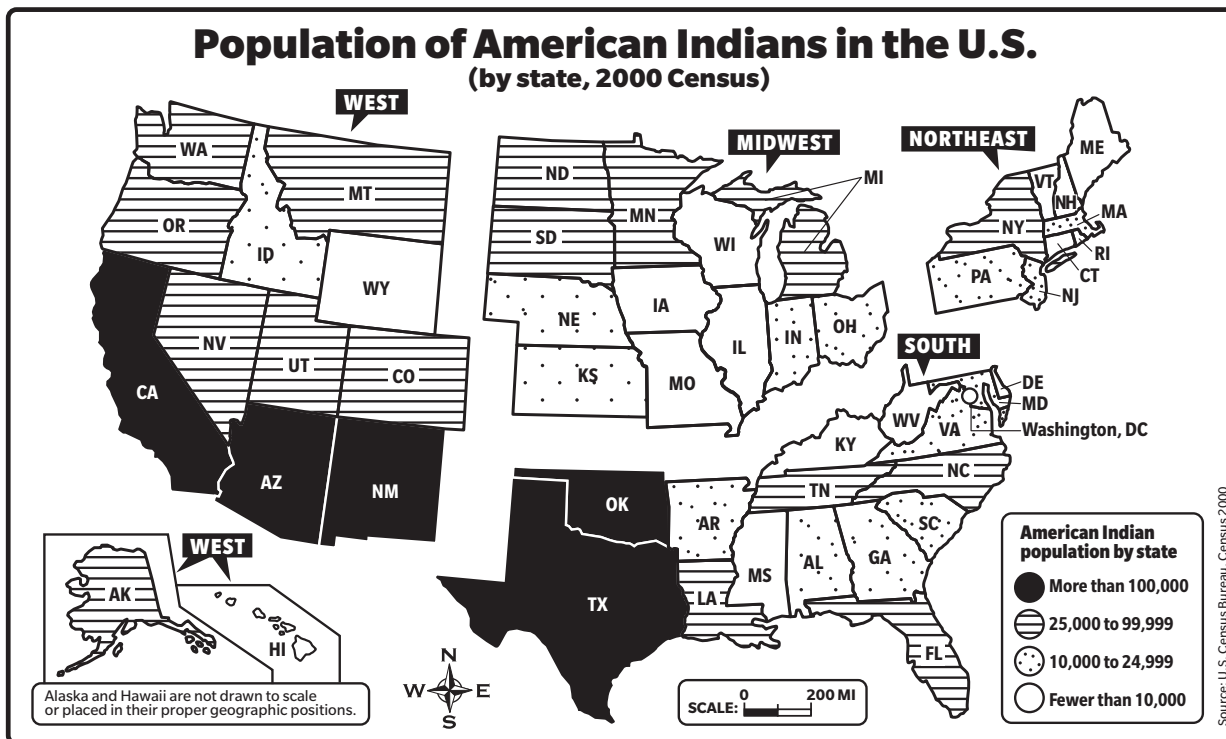 Population of American Indians in the U.S.
(by state, 2000 Census)
WEST
WA
MT
OR
ID
WY
NV
UT
CO
CA
AZ
NM
MIDWEST
ND
MN
SD
WI
MI
NE
IA
KS
MO
IL
IN
OH
NORTHEAST
ME
VT
NH
MA
NY
RI
CT
PA
NJ
SOUTH
DE
MD
WV
VA
Washington, DC
KY
NC
TN
OK
AR
SC
MS
AL
GA
TX
LA
FL
WEST
AK
HI
Alaska and Hawaii are not drawn to scale
or placed in their proper geographic positions.
N
W E
S
SCALE: 0 200 MI
American Indian
population by state
More than 100,000
25,000 to 99,999
10,000 to 24,999
Fewer than 10,000
Source: U.S. Census Bureau, Census 2000